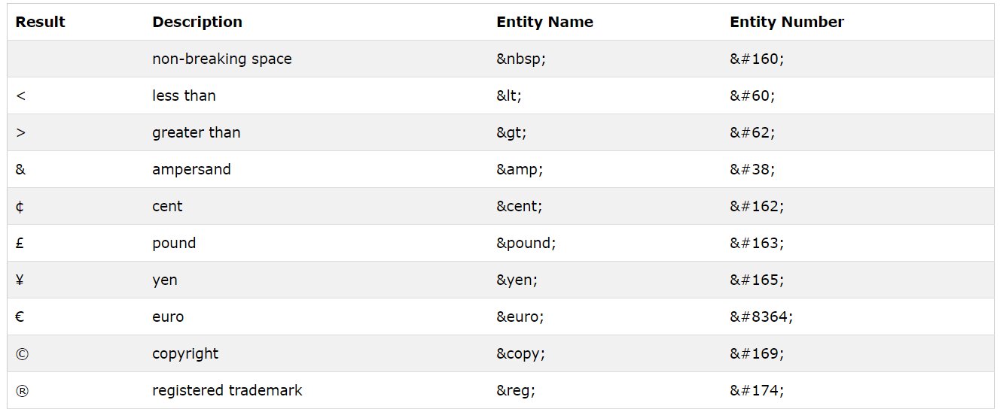 Result Description Entity Name Entity Number
non-breaking space &nbsp; &#160;
< less than &lt; &#60;
> greater than &gt; &#62;
& ampersand &amp; &#38;
¢ cent &cent; &#162;
£ pound &pound; &#163;
¥ yen &yen; &#165;
€ euro &euro; &#8364;
© copyright &copy; &#169;
® registered trademark &reg; &#174;